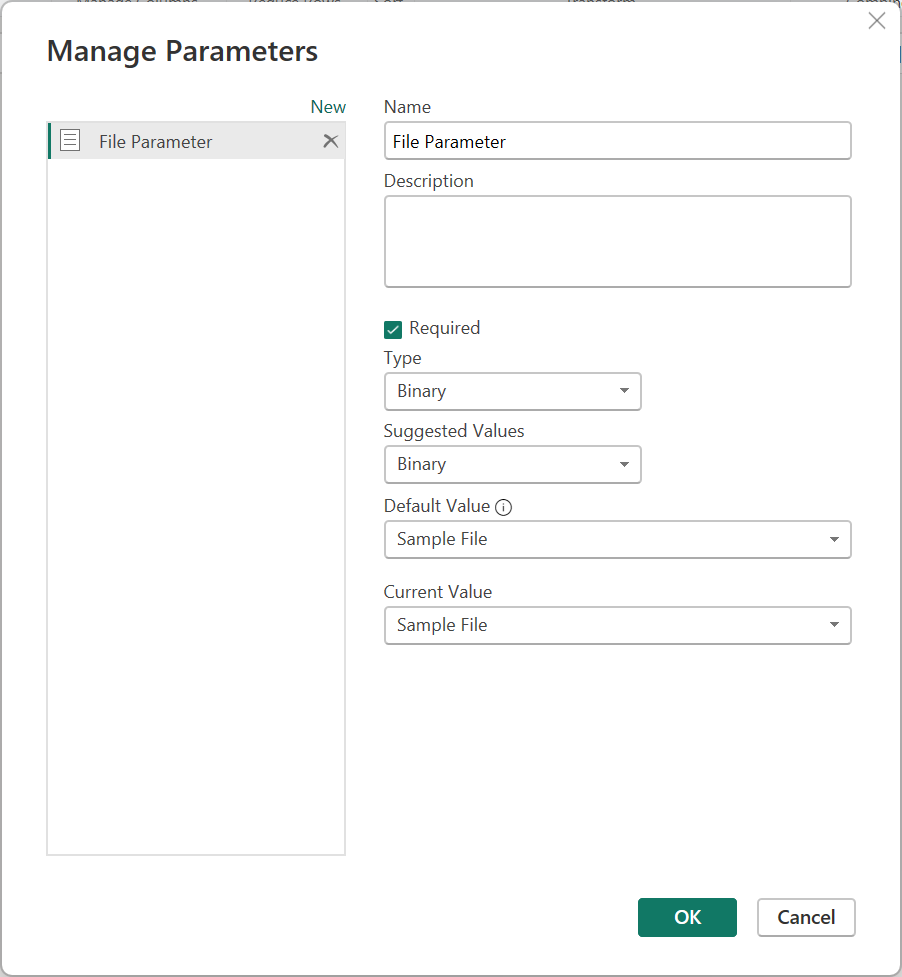 Manage Parameters
New
File Parameter
Name
File Parameter
Description
Required
Type
Binary
Suggested Values
Binary
Default Value
Sample File
Current Value
Sample File
OK
Cancel